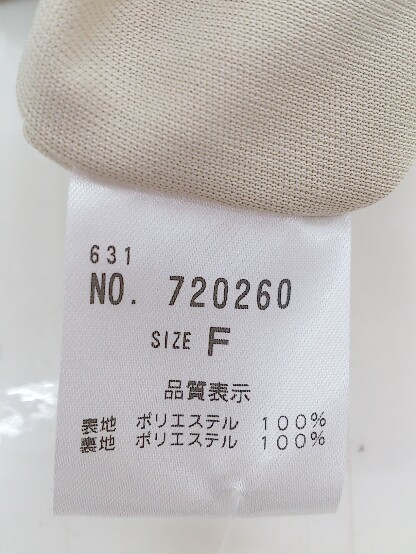 631
NO. 720260
SIZE F
品質表示
表地 ポリエステル 100%
裏地 ポリエステル 100%